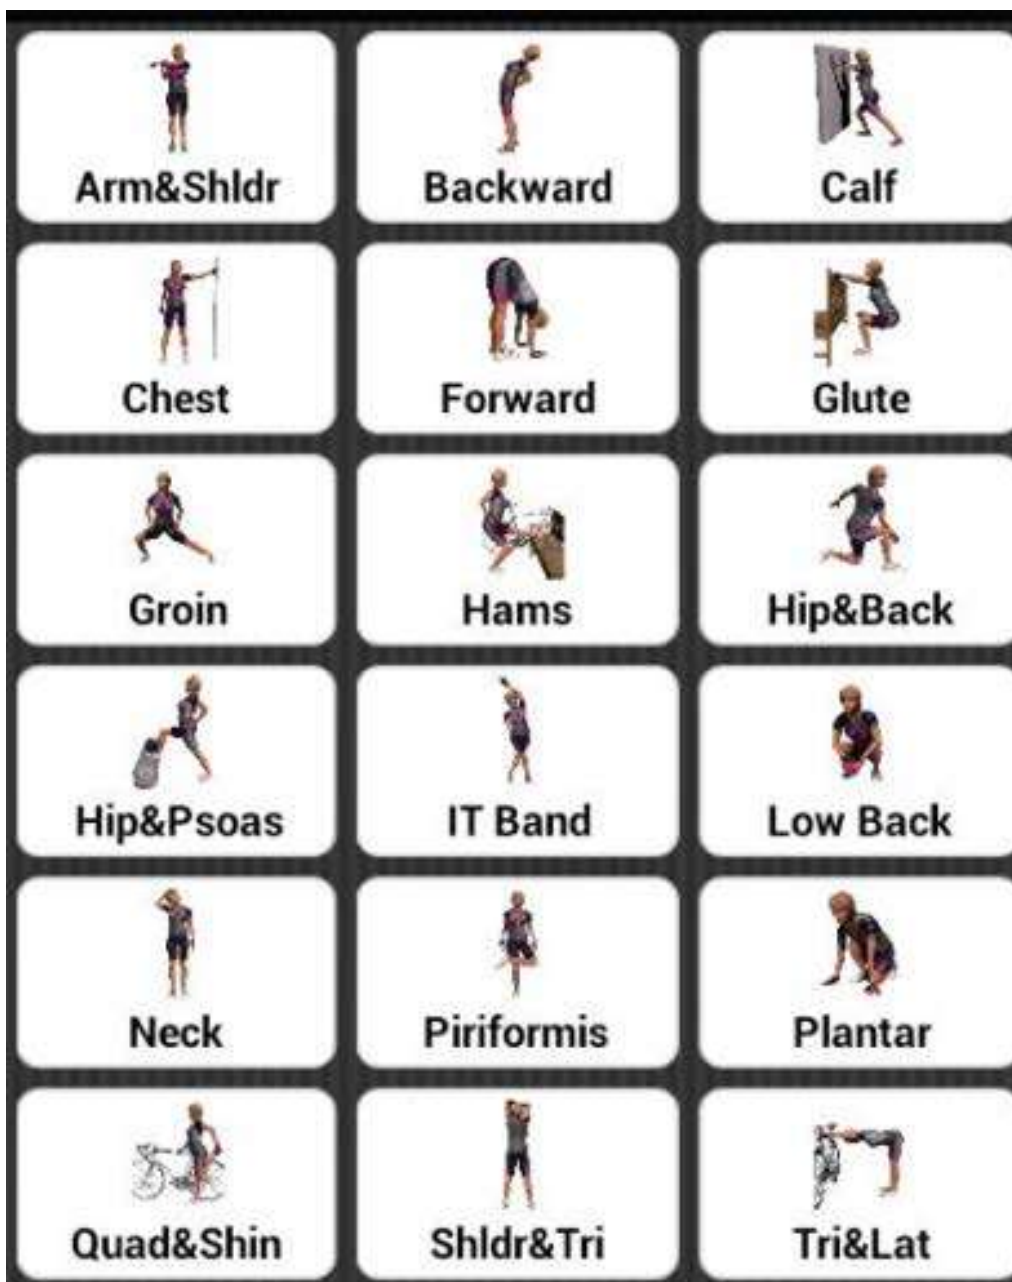 Arm&Shldr
Backward
Calf
Chest
Forward
Glute
Groin
Hams
Hip&Back
Hip&Psoas
IT Band
Low Back
Neck
Piriformis
Plantar
Quad&Shin
Shldr&Tri
Tri&Lat